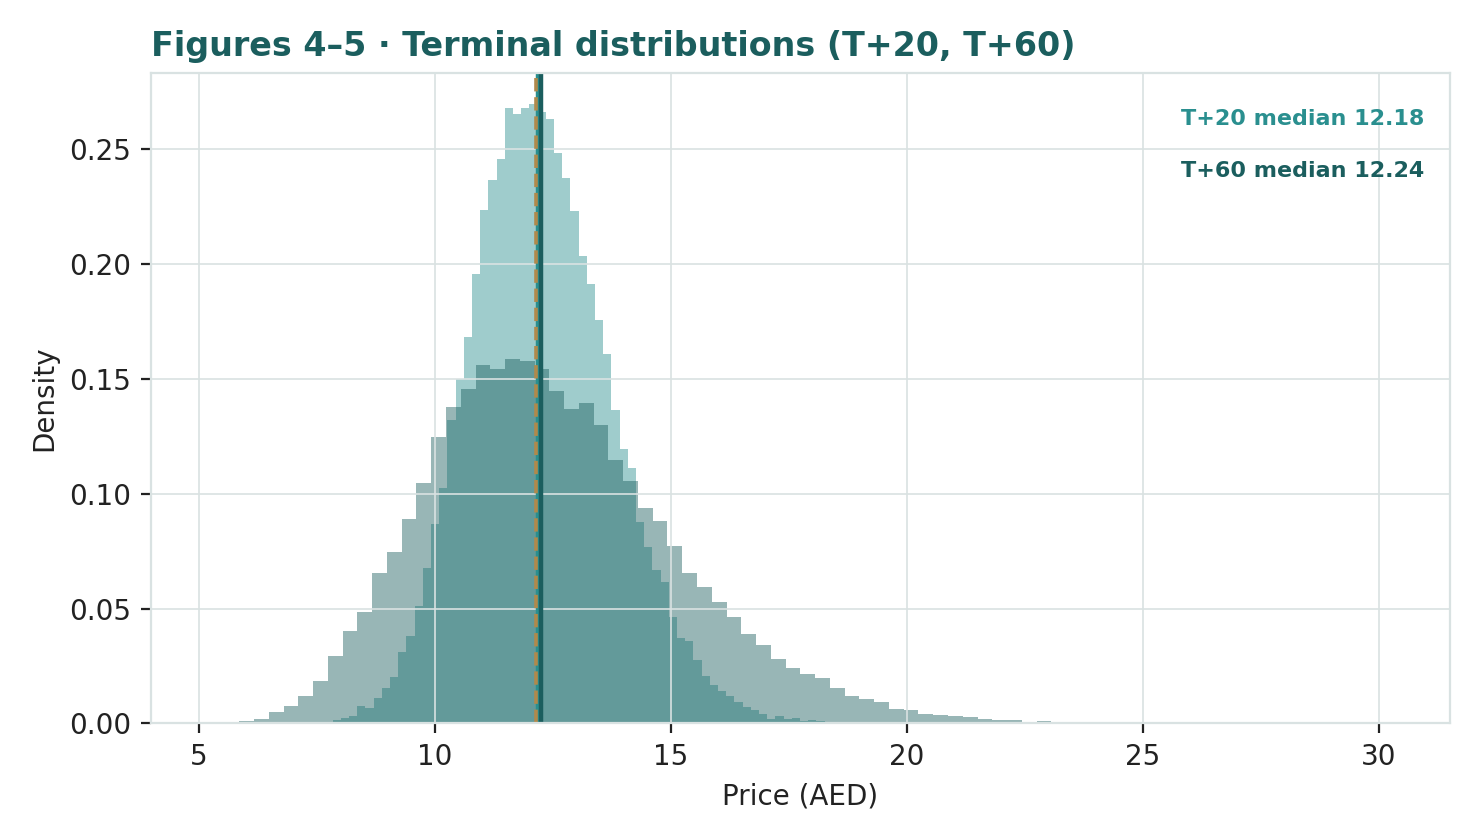 Figures 4–5 · Terminal distributions (T+20, T+60)
T+20 median 12.18
T+60 median 12.24
Density
0.25
0.20
0.15
0.10
0.05
0.00
5 10 15 20 25 30
Price (AED)